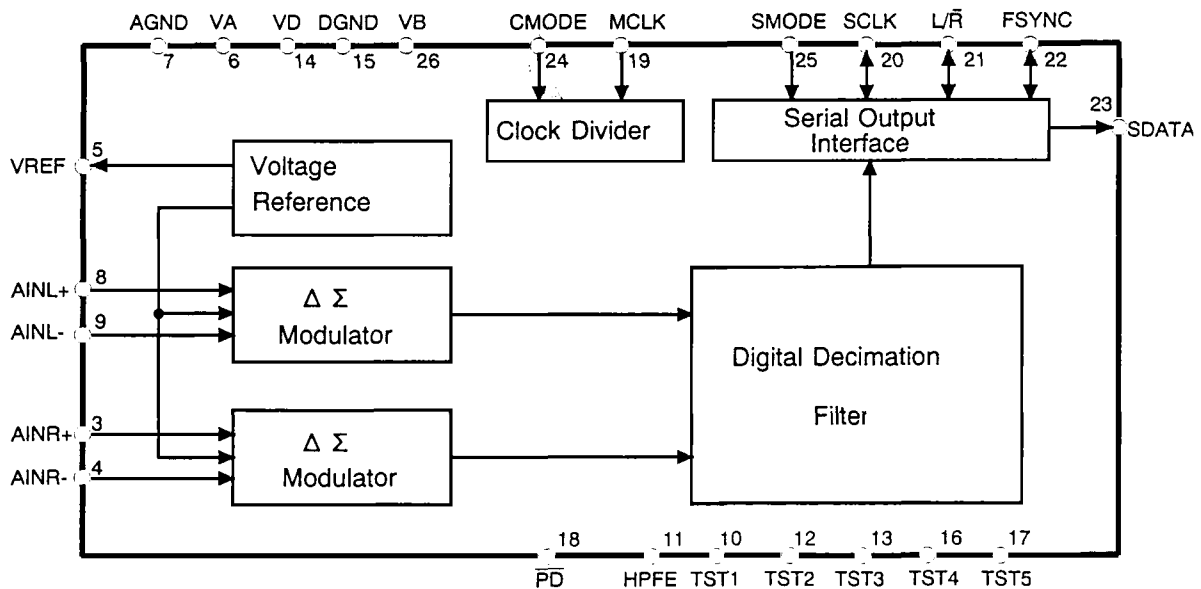 AGND VA VD DGND VB CMODE MCLK SMODE SCLK L/R̄ FSYNC
7 6 14 15 26 24 19 25 20 21 22
Clock Divider
Serial Output
Interface
23
SDATA
VREF
5
Voltage
Reference
AINL+
8
AINL-
9
Δ Σ
Modulator
Digital Decimation
Filter
AINR+
3
AINR-
4
Δ Σ
Modulator
18 11 10 12 13 16 17
P̅D̅ HPFE TST1 TST2 TST3 TST4 TST5